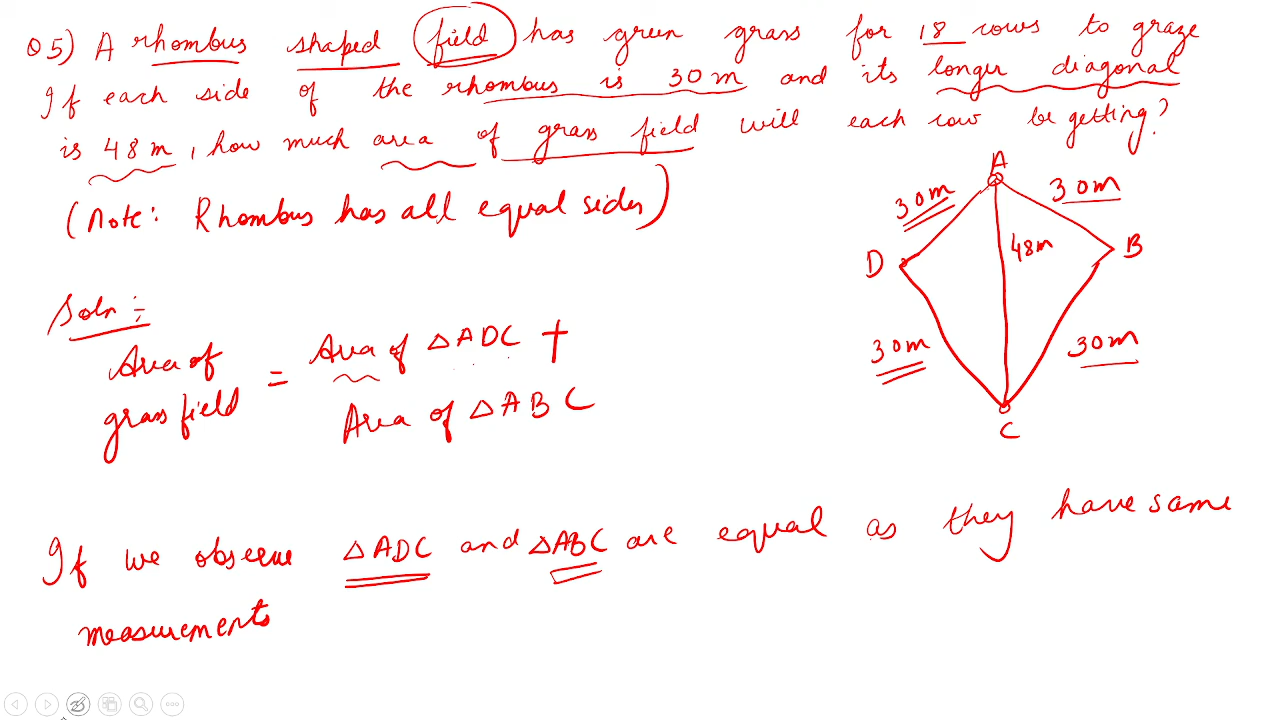 Q5) A rhombus shaped field has green grass for 18 cows to graze
If each side of the rhombus is 30 m and its longer diagonal
is 48 m, how much area of grass field will each cow be getting?
(Note: Rhombus has all equal sides)
A
30m
30m
D
48m
B
30m
30m
C
Soln :-
Area of grass field = Area of △ADC +
Area of △ABC
If we observe △ADC and △ABC are equal as they have same
measurements